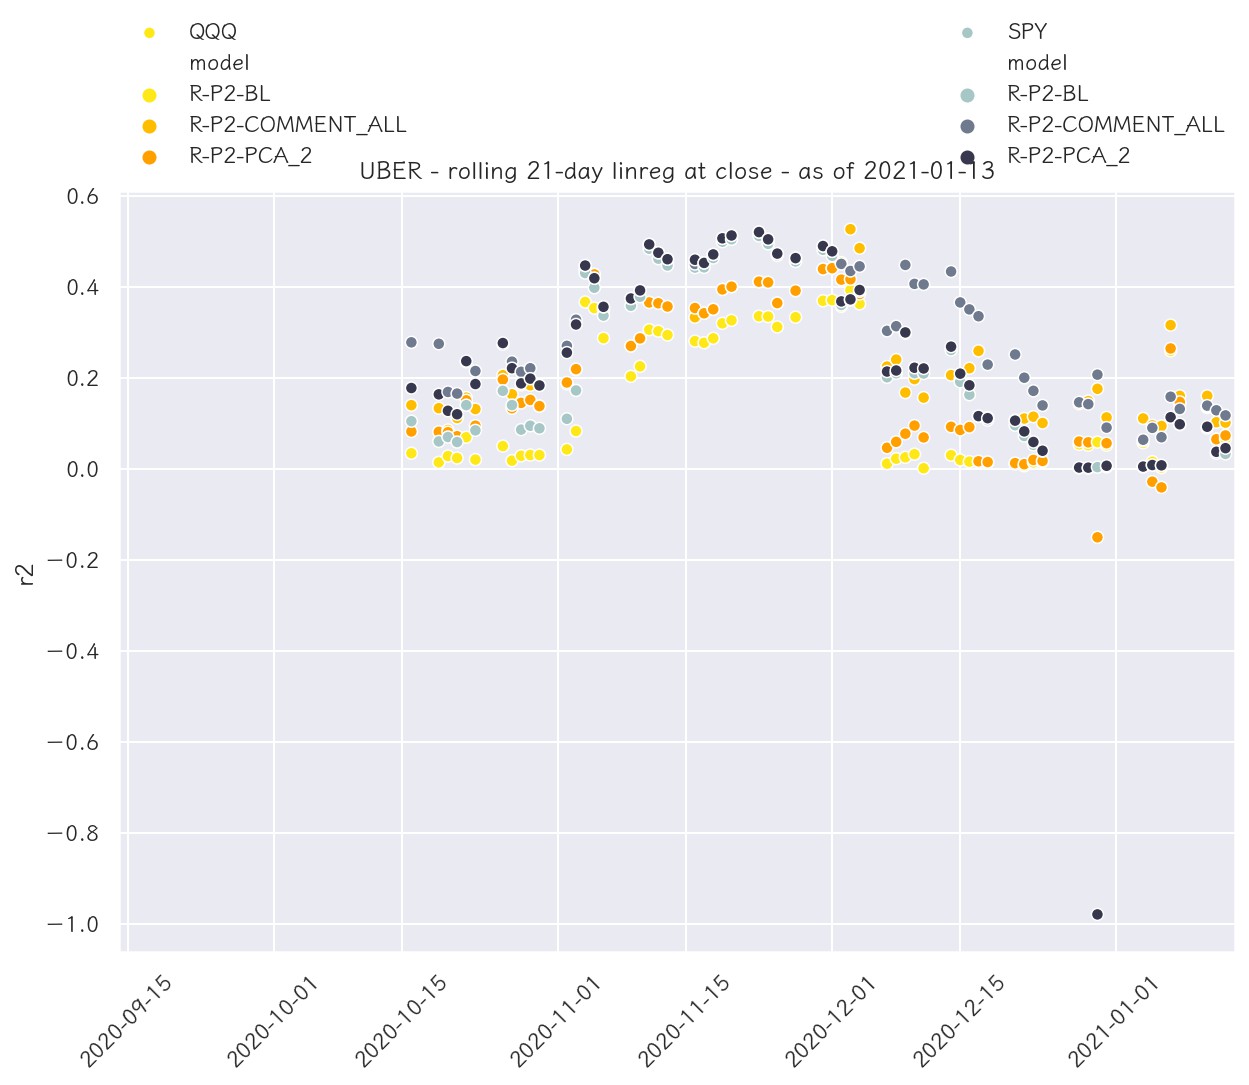 QQQ
model
R-P2-BL
R-P2-COMMENT_ALL
R-P2-PCA_2
SPY
model
R-P2-BL
R-P2-COMMENT_ALL
R-P2-PCA_2
UBER - rolling 21-day linreg at close - as of 2021-01-13
0.6
0.4
0.2
0.0
−0.2
−0.4
−0.6
−0.8
−1.0
r2
2020-09-15
2020-10-01
2020-10-15
2020-11-01
2020-11-15
2020-12-01
2020-12-15
2021-01-01